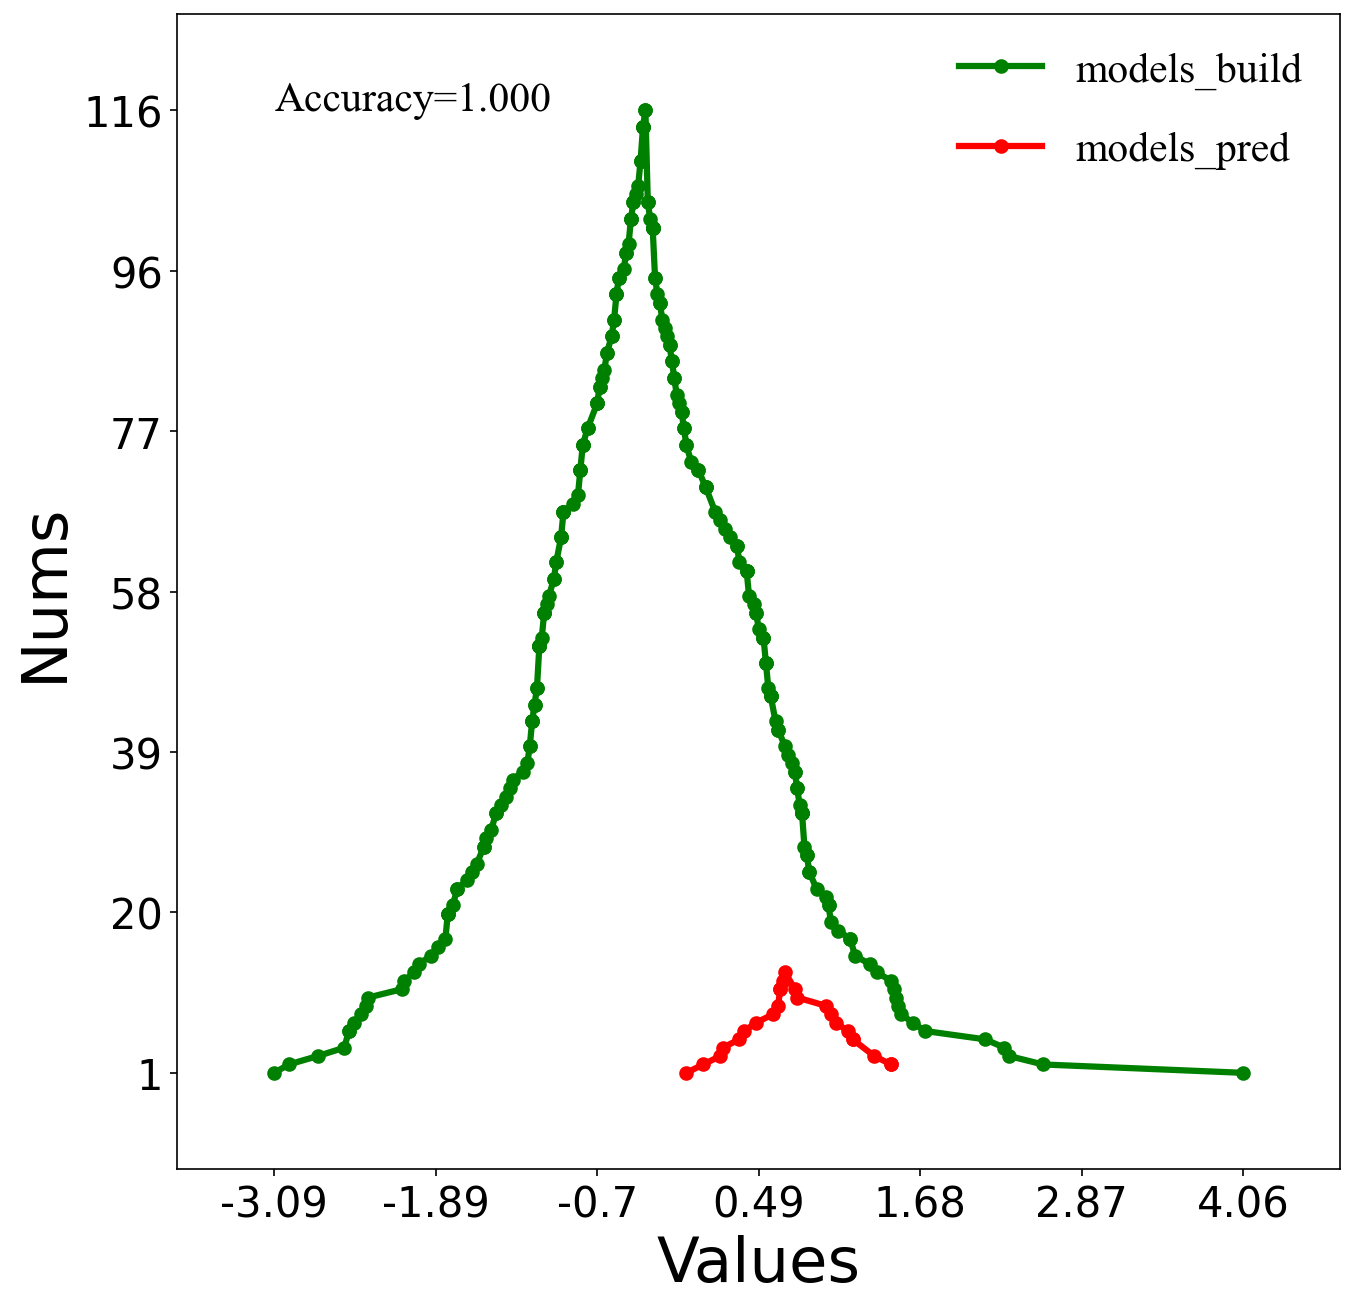 Accuracy=1.000
models_build
models_pred
116
96
77
58
39
20
1
Nums
-3.09 -1.89 -0.7 0.49 1.68 2.87 4.06
Values